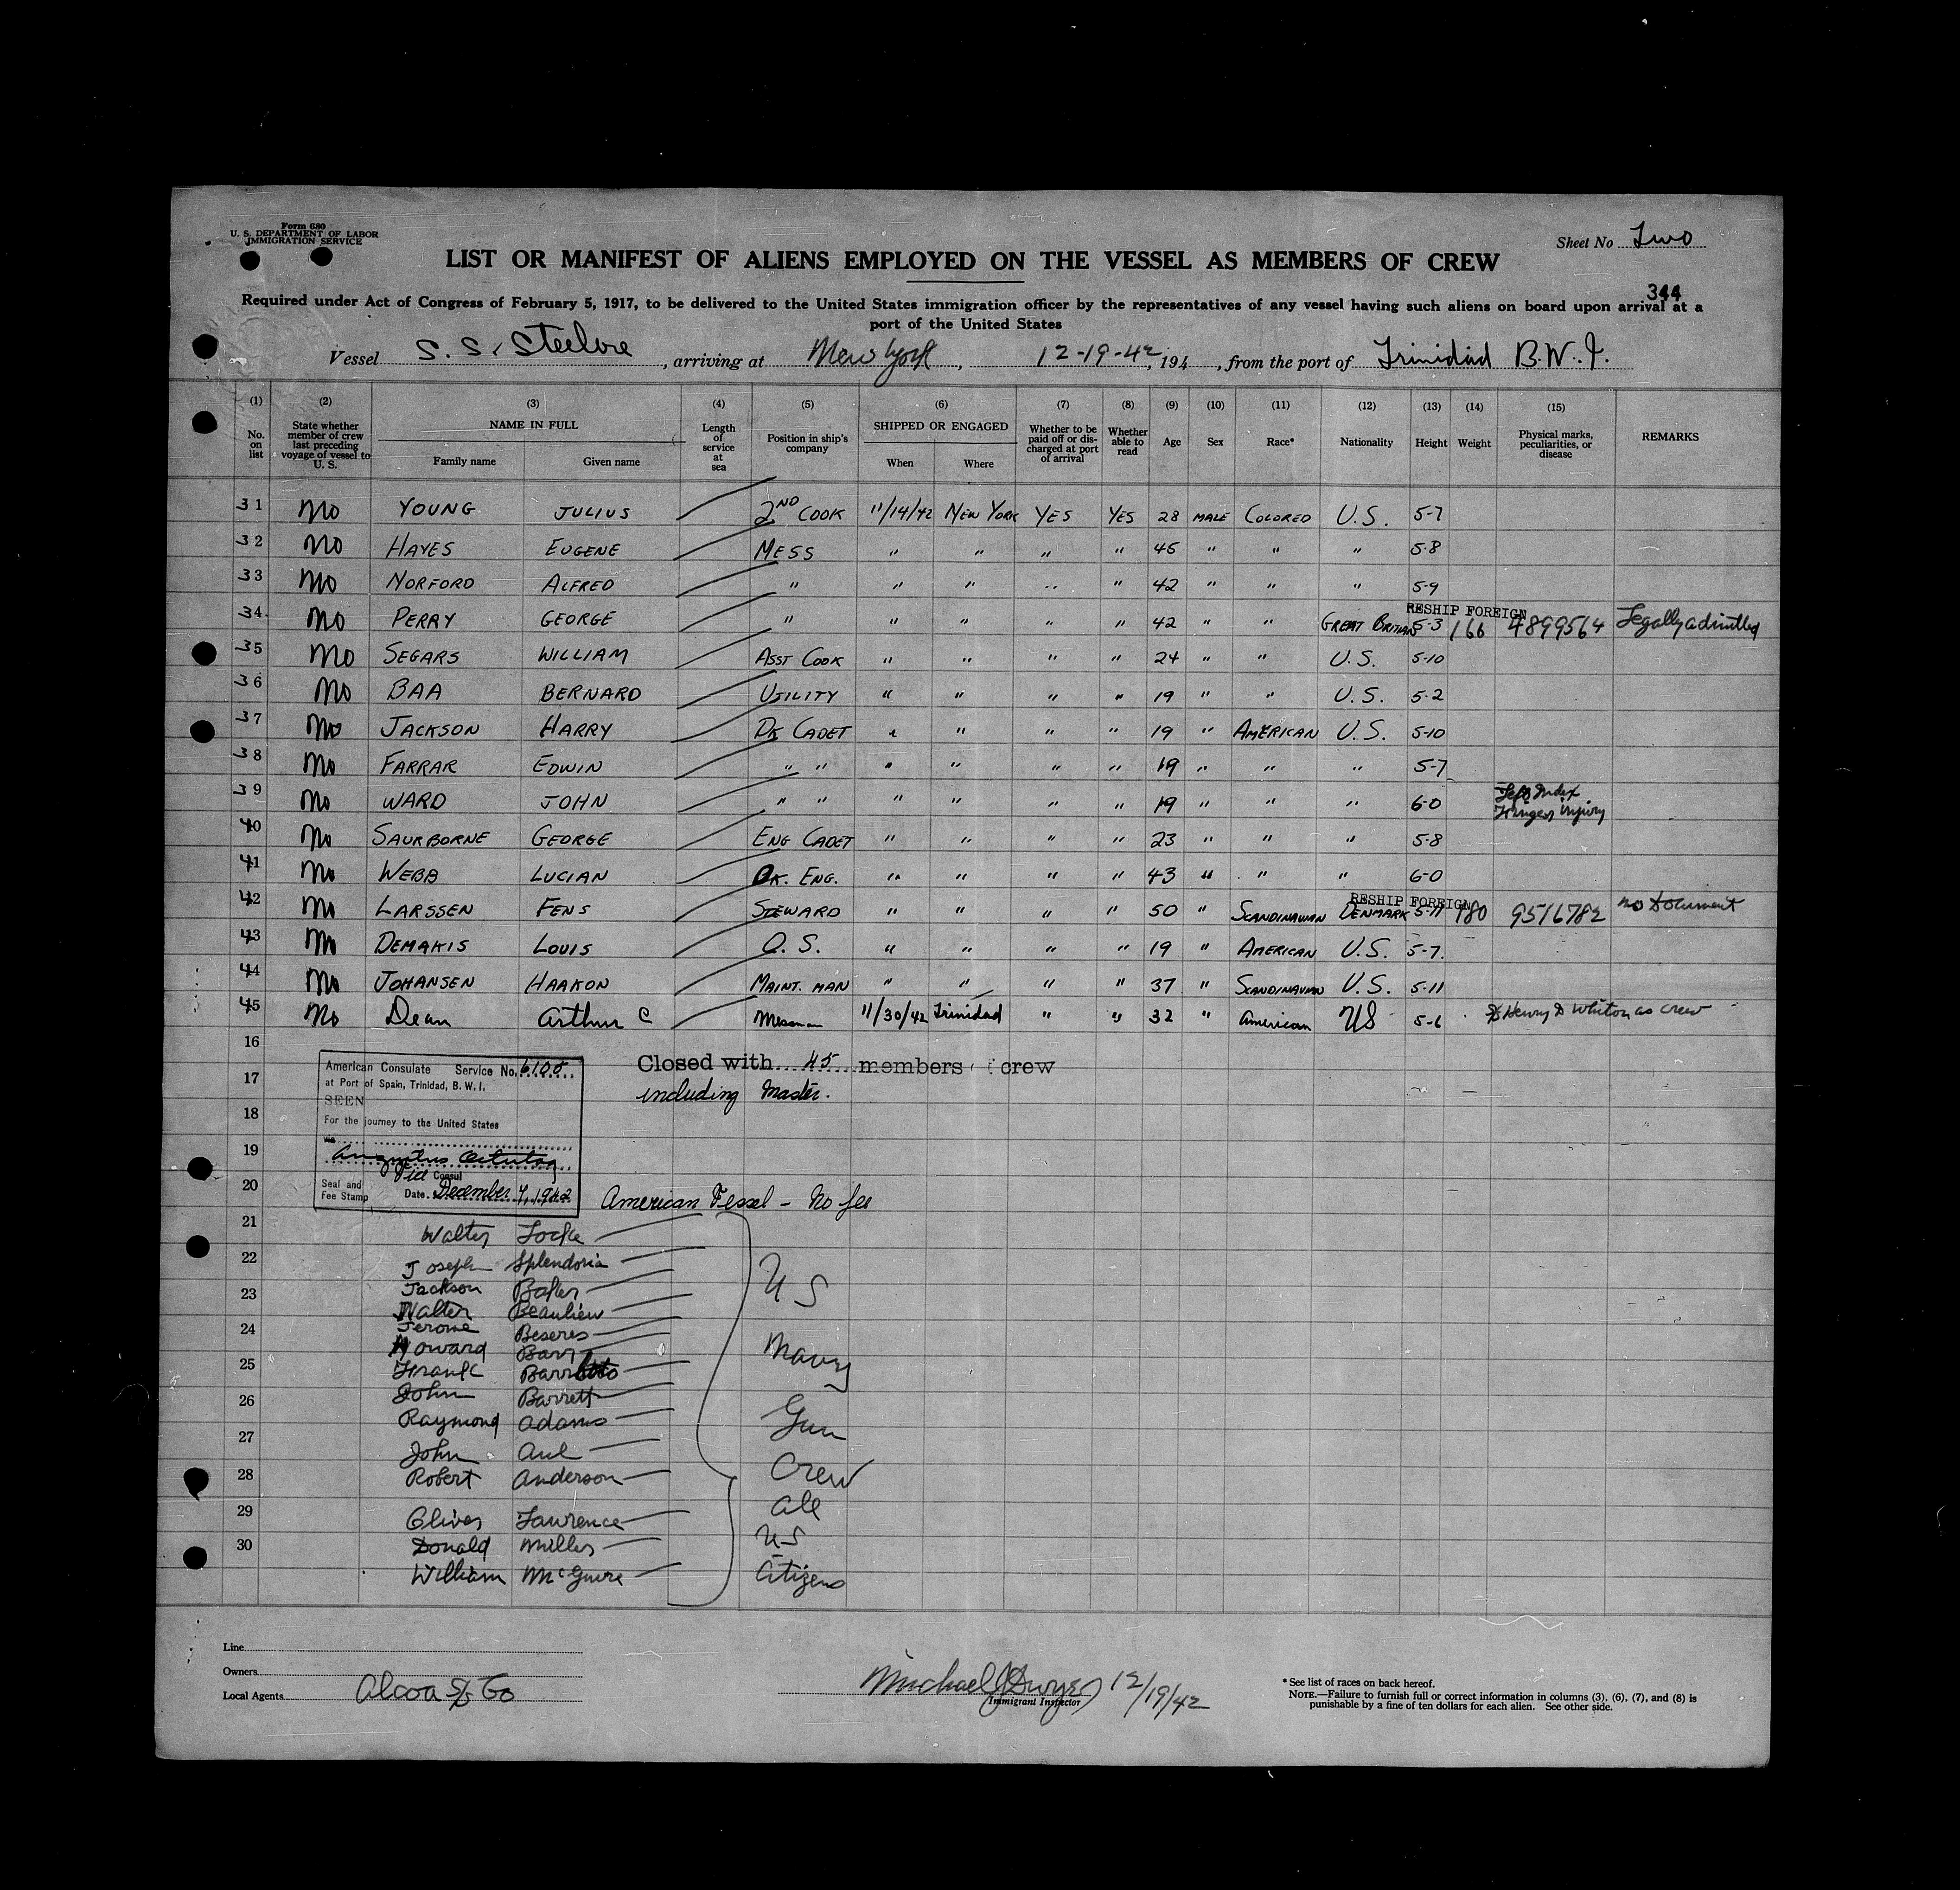 Form 680
U. S. DEPARTMENT OF LABOR
IMMIGRATION SERVICE
Sheet No Two
LIST OR MANIFEST OF ALIENS EMPLOYED ON THE VESSEL AS MEMBERS OF CREW
344
Required under Act of Congress of February 5, 1917, to be delivered to the United States immigration officer by the representatives of any vessel having such aliens on board upon arrival at a
port of the United States
Vessel S. S. Steelore, arriving at New York, 12-19-42, 194 , from the port of Trinidad B.W.I.
(1) (2) (3) (4) (5) (6) (7) (8) (9) (10) (11) (12) (13) (14) (15)
No. on list State whether member of crew last preceding voyage of vessel to U. S. NAME IN FULL Family name Given name Length of service at sea Position in ship's company SHIPPED OR ENGAGED When Where Whether to be paid off or discharged at port of arrival Whether able to read Age Sex Race* Nationality Height Weight Physical marks, peculiarities, or disease REMARKS
31 No YOUNG JULIUS 2ND COOK 11/14/42 NEW YORK YES YES 28 MALE COLORED U.S. 5-7
32 No HAYES EUGENE MESS " " " " 45 " " " 5-8
33 No NORFORD ALFRED " " " " " 42 " " " 5-9
34 No PERRY GEORGE " " " " " 42 " " GREAT BRITIAN RESHIP FOREIGN 5-3 166 4899564 Legally admitted
35 No SEGARS WILLIAM ASST COOK " " " " 24 " " U.S. 5-10
36 No BAA BERNARD UTILITY " " " " 19 " " U.S. 5-2
37 No JACKSON HARRY DK CADET " " " " 19 " AMERICAN U.S. 5-10
38 No FARRAR EDWIN " " " " " " 19 " " " 5-7
39 No WARD JOHN " " " " " " 19 " " " 6-0 Left Index Finger injury
40 No SAURBORNE GEORGE ENG CADET " " " " 23 " " " 5-8
41 No WEBB LUCIAN DK. ENG. " " " " 43 " " " 6-0
42 No LARSSEN FENS STEWARD " " " " 50 " SCANDINAVIAN DENMARK RESHIP FOREIGN 5-11 180 9516782 no Document
43 No DEMAKIS LOUIS O. S. " " " " 19 " AMERICAN U.S. 5-7
44 No JOHANSEN HAAKON MAINT. MAN " " " " 37 " SCANDINAVIAN U.S. 5-11
45 No Dean Arthur C Messman 11/30/42 Trinidad " " 32 " American US 5-6 Henry D Whiton as crew
16
Closed with 45 members crew
17
including Master.
18
19
20
American Consulate Service No. 6108
at Port of Spain, Trinidad, B. W. I.
SEEN
For the journey to the United States
via
Augustus
Vice Consul
Seal and Fee Stamp Date. December 7, 1942
American Vessel - No fee
21 Walter Locke
22 Joseph Splendoria
23 Jackson Baker
Walter Beaulieu
24 Jerome Beseres
Howard Barr
25 Frank
26 John Barrett
Raymond Adams
27 John Aul
28 Robert Anderson
29 Oliver Lawrence
30 Donald Miller
William McGuire
US
Navy
Gun
Crew
all
US
Citizens
Line
Owners
Local Agents Alcoa S/S Co
Michael J Dwyer 12/19/42
Immigrant Inspector
* See list of races on back hereof.
NOTE.—Failure to furnish full or correct information in columns (3), (6), (7), and (8) is
punishable by a fine of ten dollars for each alien. See other side.